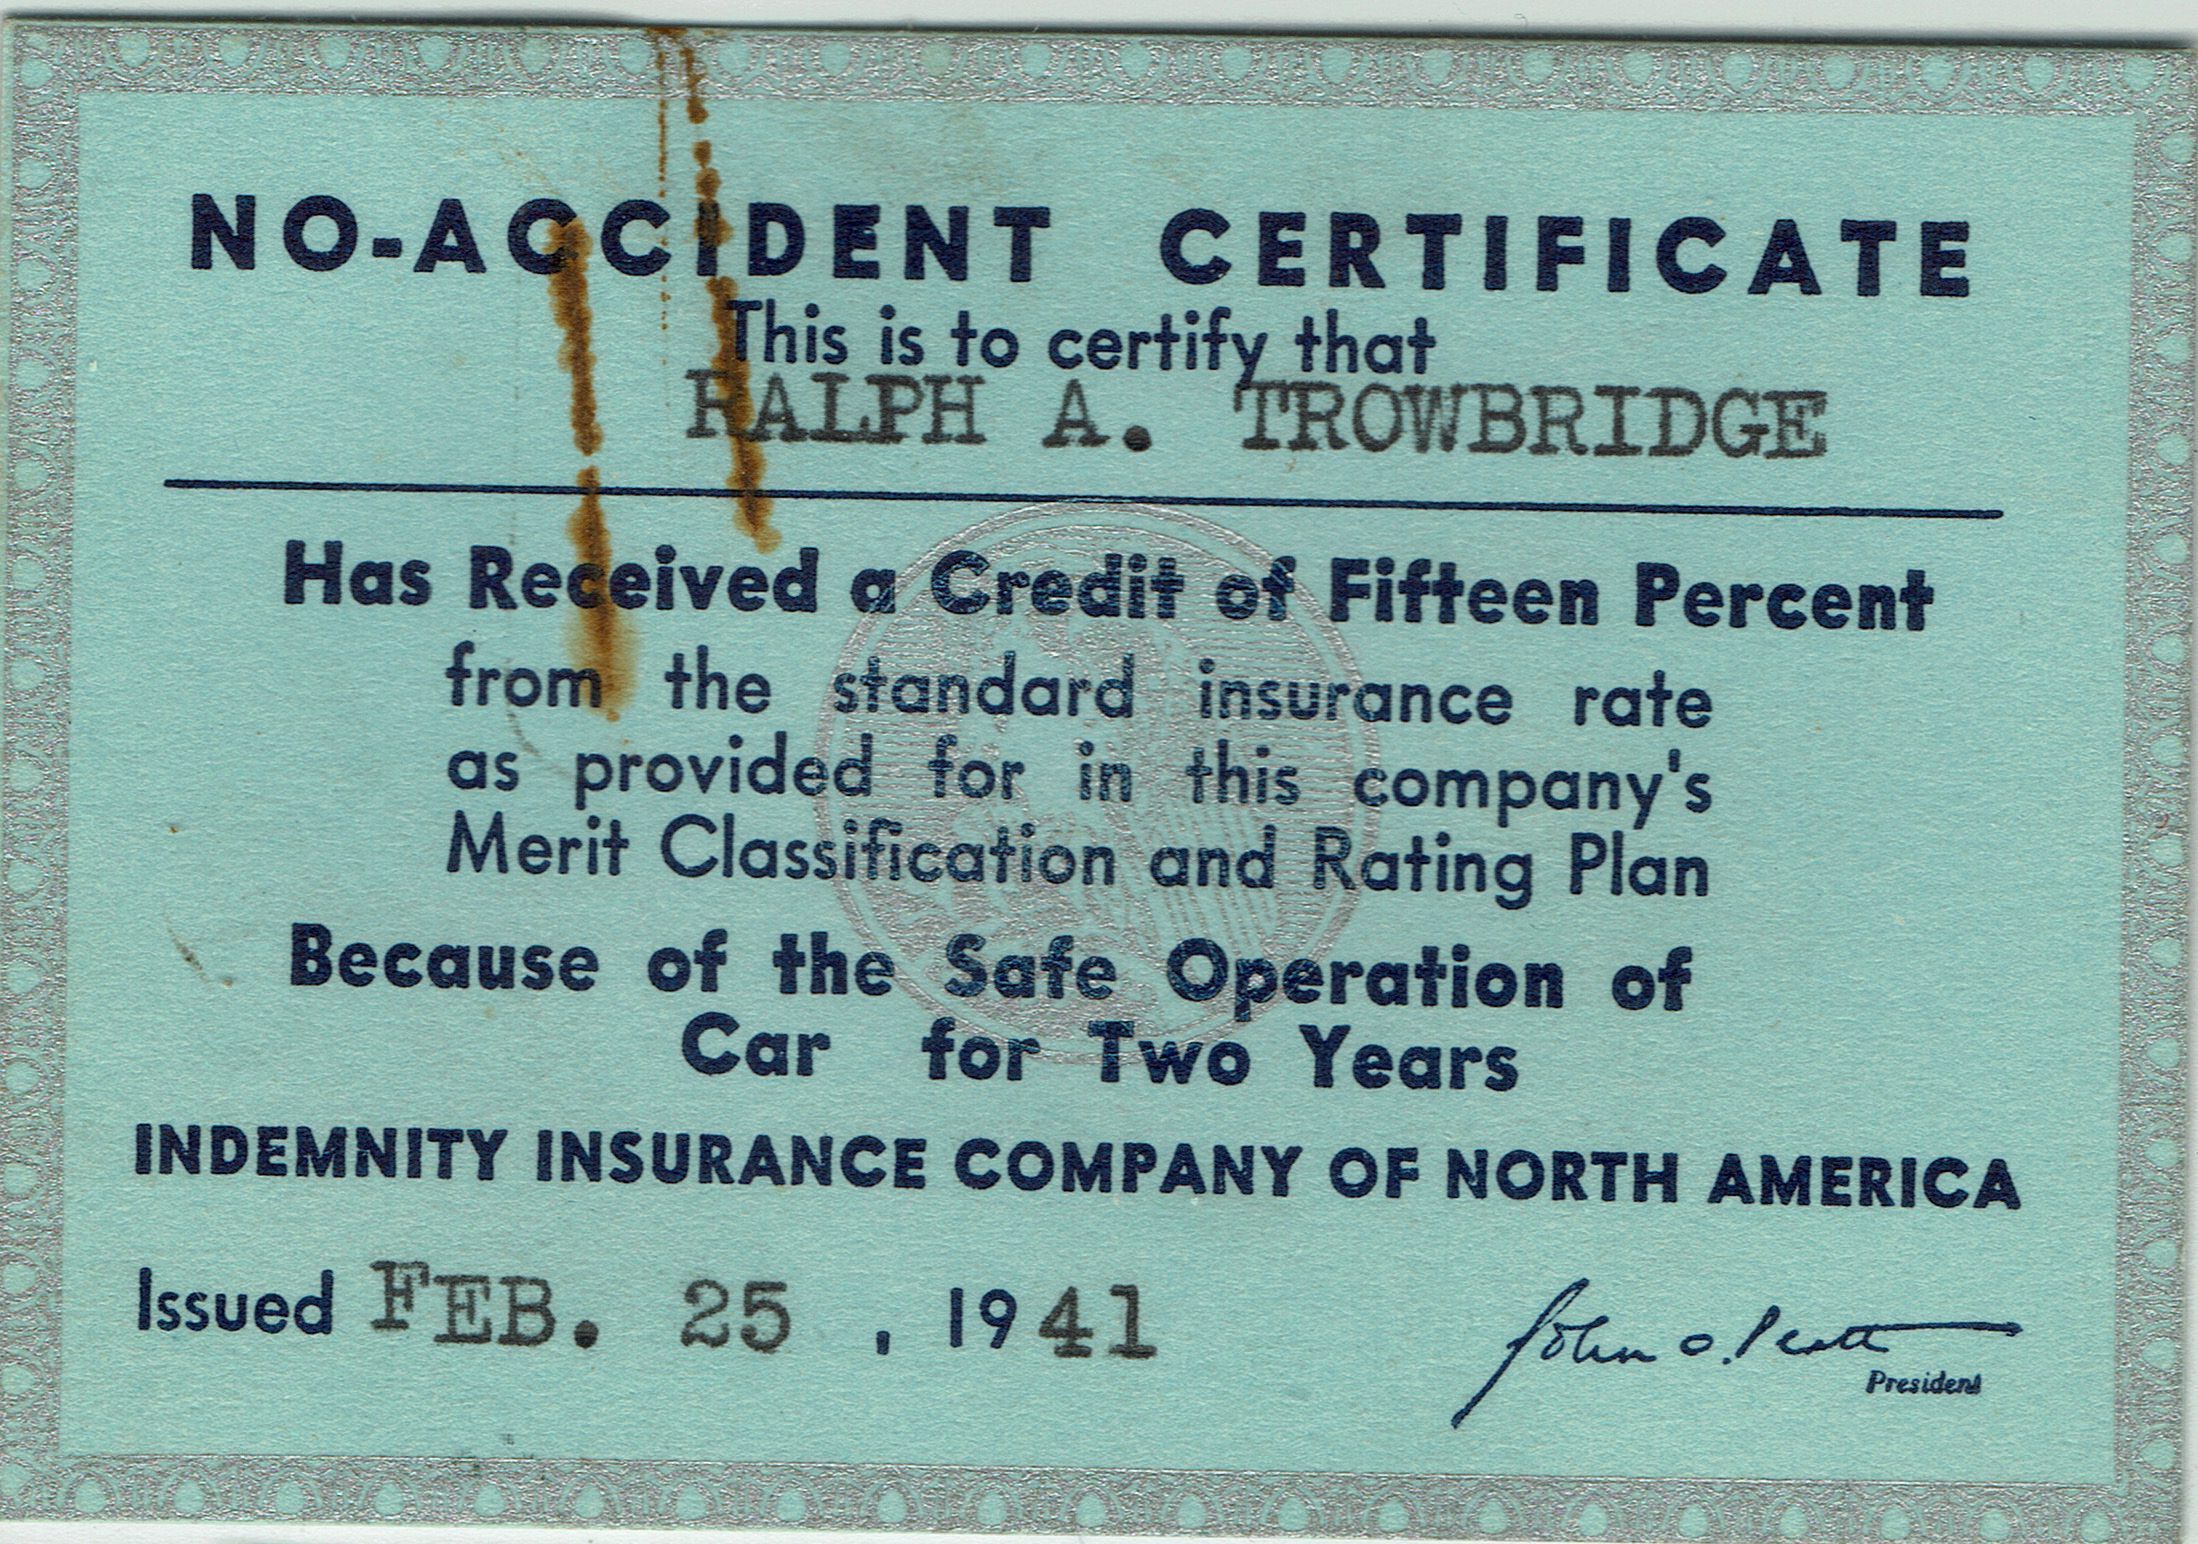 NO-ACCIDENT CERTIFICATE
This is to certify that
RALPH A. TROWBRIDGE
Has Received a Credit of Fifteen Percent
from the standard insurance rate
as provided for in this company's
Merit Classification and Rating Plan
Because of the Safe Operation of
Car for Two Years
INDEMNITY INSURANCE COMPANY OF NORTH AMERICA
Issued FEB. 25 , 1941
John O. Platt
President